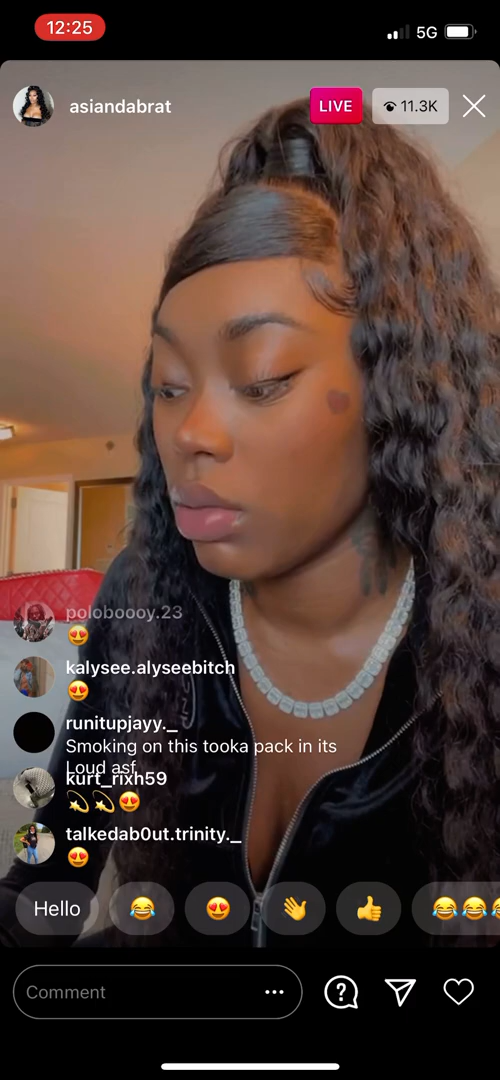 12:25
5G
asiandabrat
LIVE
11.3K
poloboooy.23
😍
kalysee.alyseebitch
😍
runitupjayy._
Smoking on this tooka pack in its
Loud asf
kurt_rixh59
💫💫😍
talkedab0ut.trinity._
😍
Hello
😂
😍
👋
👍
😂😂😂
Comment